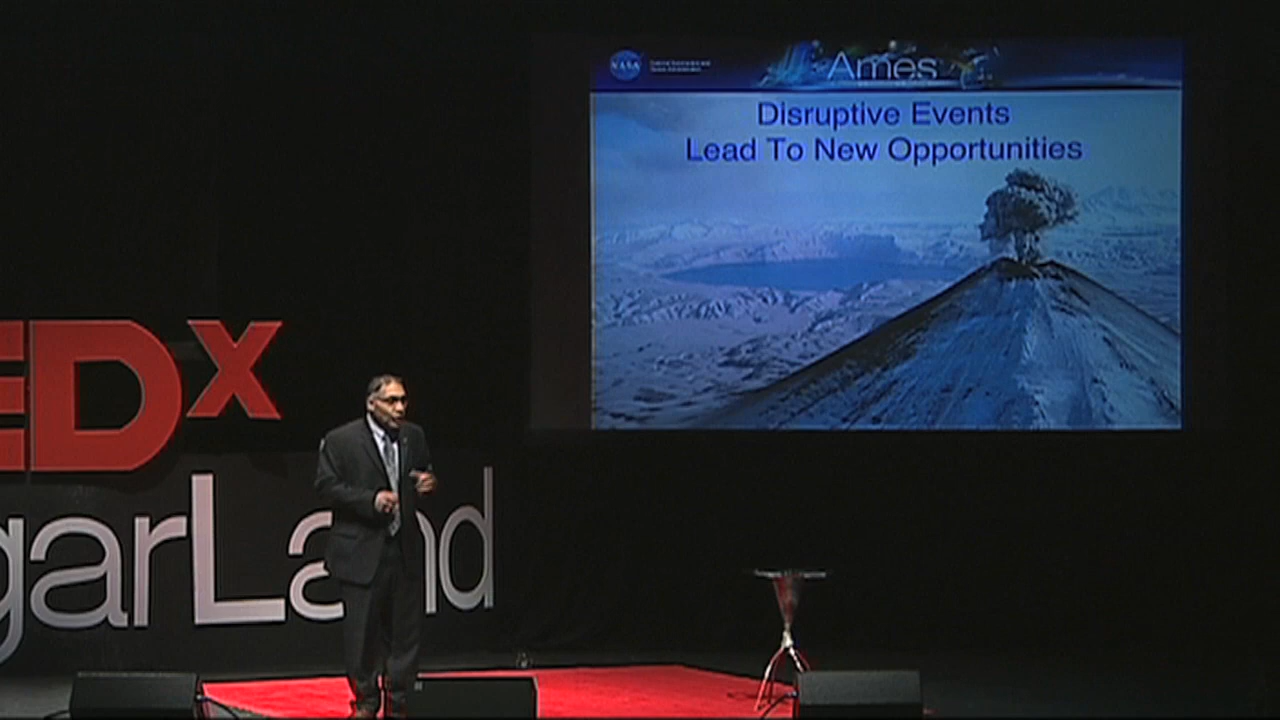 NASA
Ames
Disruptive Events
Lead To New Opportunities
EDx
garLand